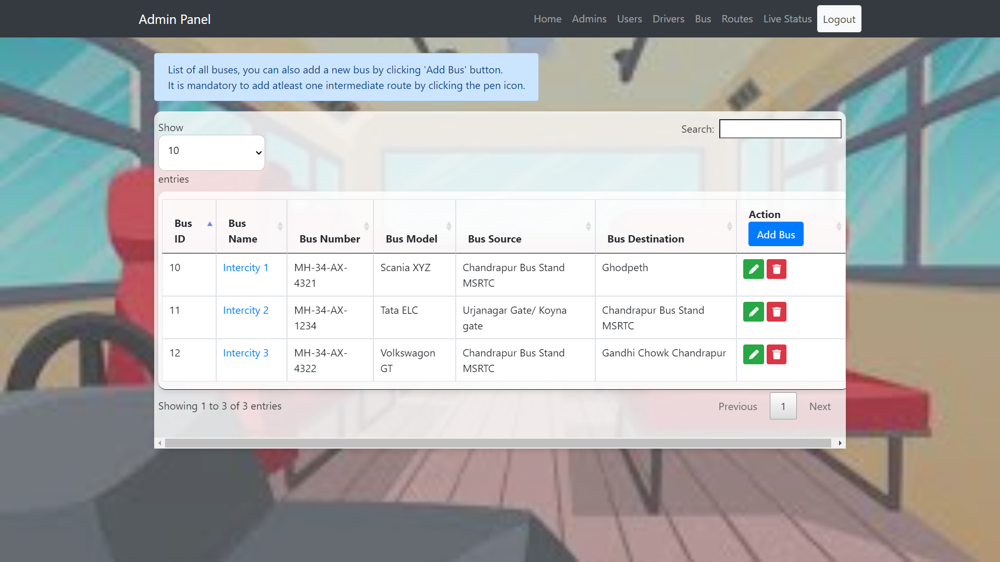 Admin Panel
Home Admins Users Drivers Bus Routes Live Status Logout
List of all buses, you can also add a new bus by clicking 'Add Bus' button.
It is mandatory to add atleast one intermediate route by clicking the pen icon.
Show
10
entries
Search:
Bus ID
Bus Name
Bus Number
Bus Model
Bus Source
Bus Destination
Action
Add Bus
10 Intercity 1 MH-34-AX- Scania XYZ Chandrapur Bus Stand Ghodpeth
4321 MSRTC
11 Intercity 2 MH-34-AX- Tata ELC Urjanagar Gate/ Koyna Chandrapur Bus Stand
1234 gate MSRTC
12 Intercity 3 MH-34-AX- Volkswagon Chandrapur Bus Stand Gandhi Chowk Chandrapur
4322 GT MSRTC
Showing 1 to 3 of 3 entries
Previous 1 Next